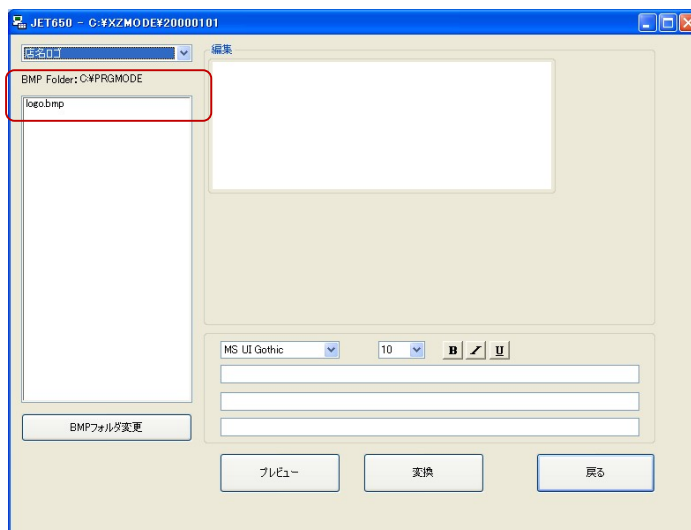 JET650 - C:¥XZMODE¥20000101
店名ロゴ
編集
BMP Folder: C:¥PRGMODE
logo.bmp
MS UI Gothic
10
B I U
BMPフォルダ変更
プレビュー
変換
戻る